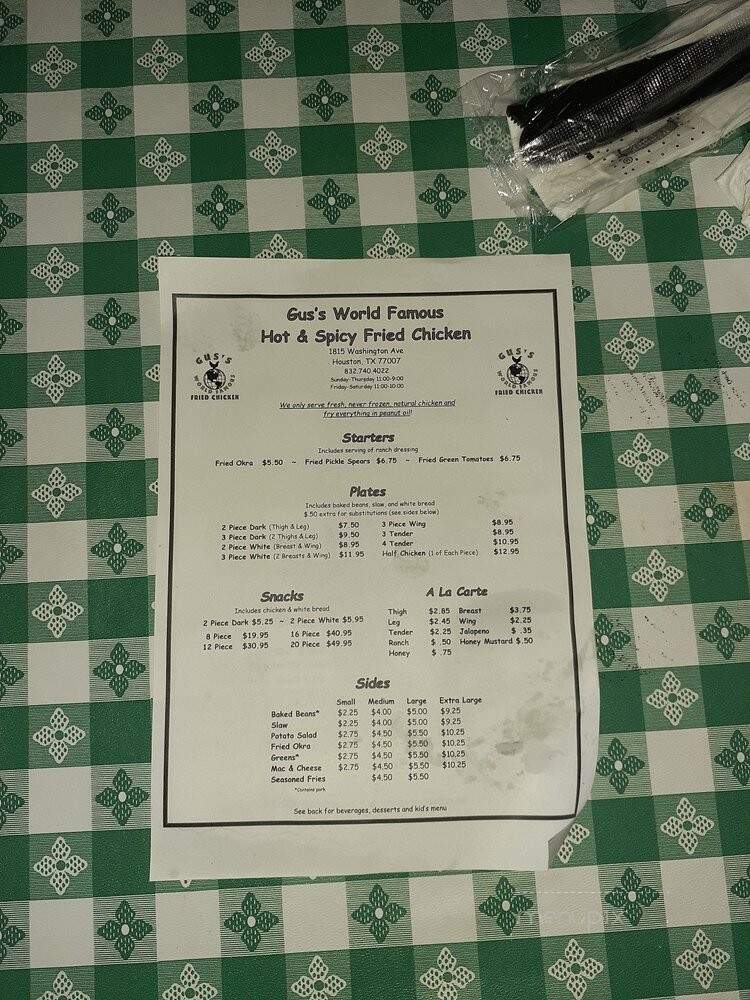 Gus's World Famous
Hot & Spicy Fried Chicken
1815 Washington Ave
Houston, TX 77007
832.740.4022
Sunday-Thursday 11:00-9:00
Friday-Saturday 11:00-10:00
GUS'S
WORLD FAMOUS
FRIED CHICKEN
GUS'S
WORLD FAMOUS
FRIED CHICKEN
We only serve fresh, never frozen, natural chicken and
fry everything in peanut oil!
Starters
Includes serving of ranch dressing
Fried Okra $5.50 ~ Fried Pickle Spears $6.75 ~ Fried Green Tomatoes $6.75
Plates
Includes baked beans, slaw, and white bread
$.50 extra for substitutions (see sides below)
2 Piece Dark (Thigh & Leg) $7.50 3 Piece Wing $8.95
3 Piece Dark (2 Thighs & Leg) $9.50 3 Tender $8.95
2 Piece White (Breast & Wing) $8.95 4 Tender $10.95
3 Piece White (2 Breasts & Wing) $11.95 Half Chicken (1 of Each Piece) $12.95
Snacks
Includes chicken & white bread
2 Piece Dark $5.25 ~ 2 Piece White $5.95
8 Piece $19.95 16 Piece $40.95
12 Piece $30.95 20 Piece $49.95
A La Carte
Thigh $2.85 Breast $3.75
Leg $2.45 Wing $2.25
Tender $2.25 Jalapeno $ .35
Ranch $ .50 Honey Mustard $.50
Honey $ .75
Sides
Small Medium Large Extra Large
Baked Beans* $2.25 $4.00 $5.00 $9.25
Slaw $2.25 $4.00 $5.00 $9.25
Potato Salad $2.75 $4.50 $5.50 $10.25
Fried Okra $2.75 $4.50 $5.50 $10.25
Greens* $2.75 $4.50 $5.50 $10.25
Mac & Cheese $2.75 $4.50 $5.50 $10.25
Seasoned Fries $4.50 $5.50
*Contains pork
See back for beverages, desserts and kid's menu
menupix